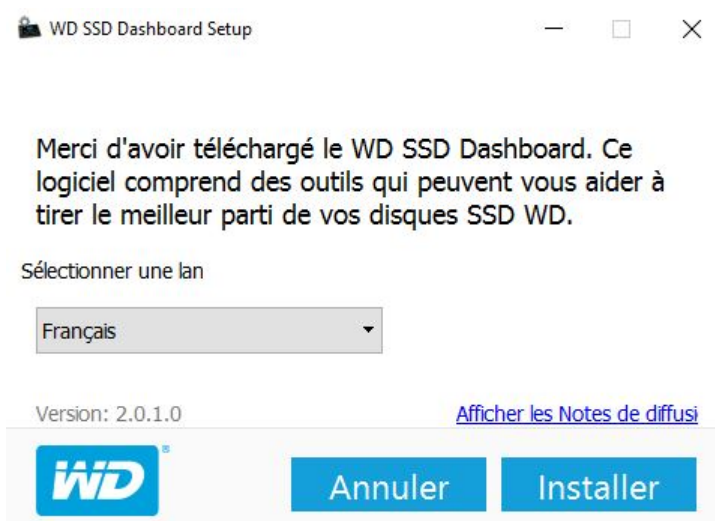 WD SSD Dashboard Setup
Merci d'avoir téléchargé le WD SSD Dashboard. Ce
logiciel comprend des outils qui peuvent vous aider à
tirer le meilleur parti de vos disques SSD WD.
Sélectionner une lan
Français
Version: 2.0.1.0
Afficher les Notes de diffusi
WD®
Annuler
Installer